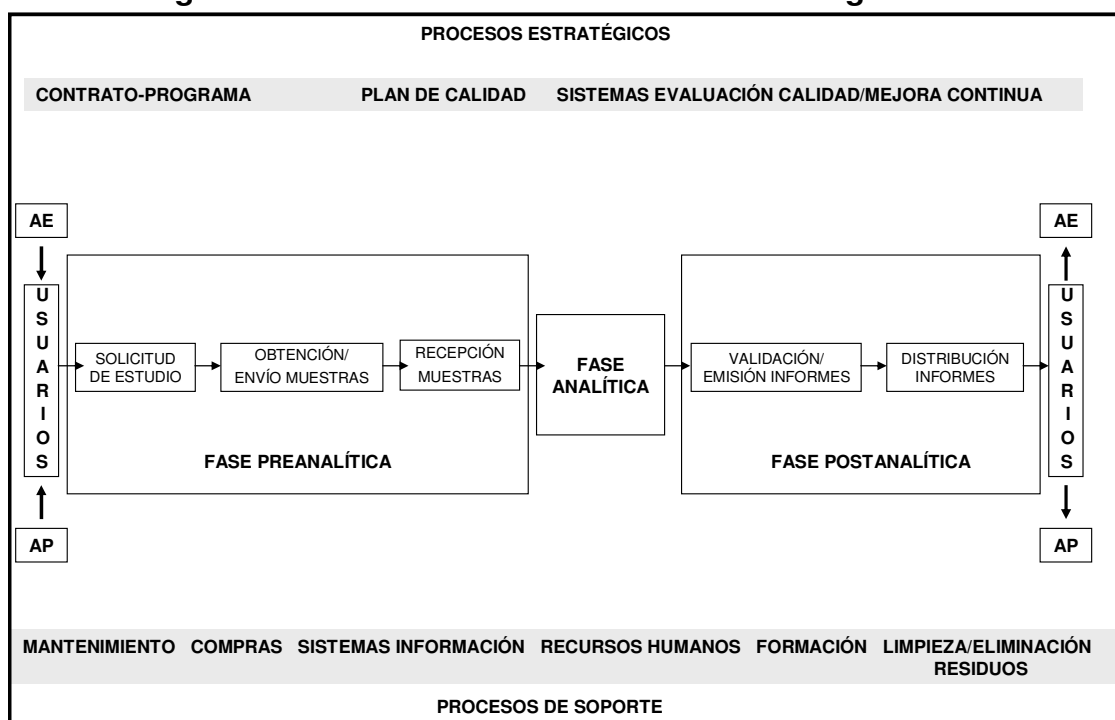 PROCESOS ESTRATÉGICOS
CONTRATO-PROGRAMA PLAN DE CALIDAD SISTEMAS EVALUACIÓN CALIDAD/MEJORA CONTINUA
AE
USUARIOS
AP
SOLICITUD
DE ESTUDIO
OBTENCIÓN/
ENVÍO MUESTRAS
RECEPCIÓN
MUESTRAS
FASE PREANALÍTICA
FASE
ANALÍTICA
VALIDACIÓN/
EMISIÓN INFORMES
DISTRIBUCIÓN
INFORMES
FASE POSTANALÍTICA
AE
USUARIOS
AP
MANTENIMIENTO COMPRAS SISTEMAS INFORMACIÓN RECURSOS HUMANOS FORMACIÓN LIMPIEZA/ELIMINACIÓN
RESIDUOS
PROCESOS DE SOPORTE